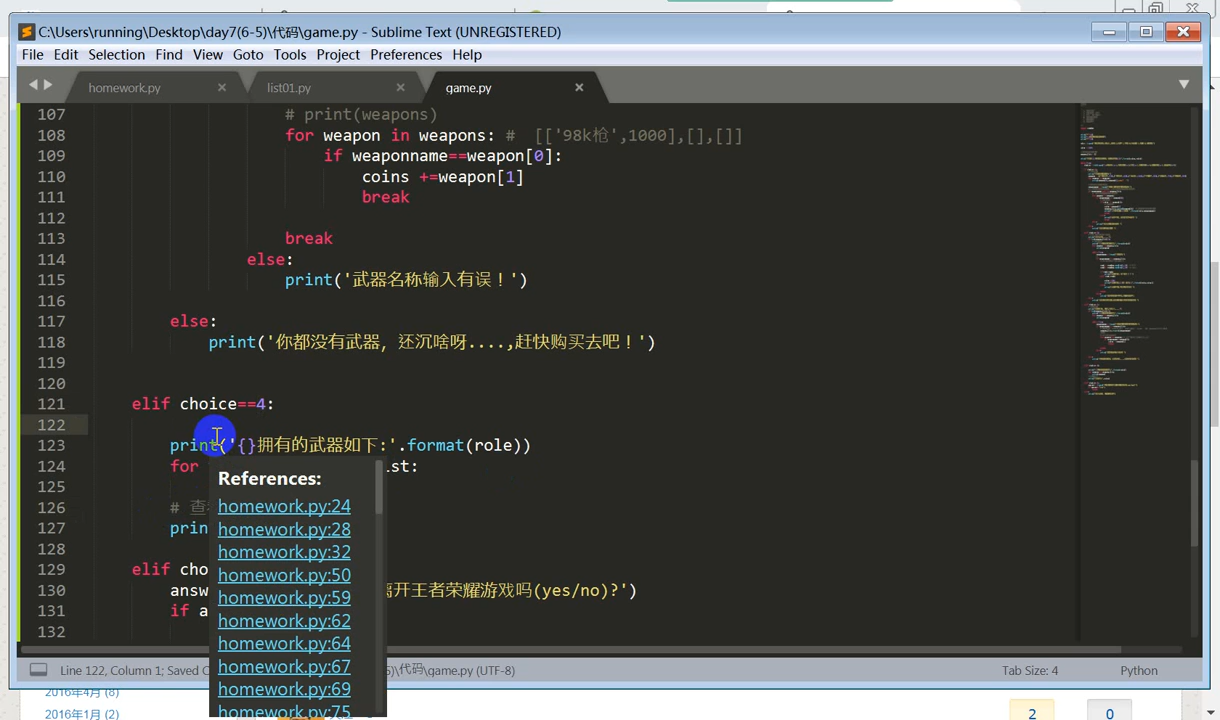 C:\Users\running\Desktop\day7(6-5)\代码\game.py - Sublime Text (UNREGISTERED)
File Edit Selection Find View Goto Tools Project Preferences Help
homework.py list01.py game.py
107 # print(weapons)
108 for weapon in weapons: # [['98k枪',1000],[],[]]
109 if weaponname==weapon[0]:
110 coins +=weapon[1]
111 break
112
113 break
114 else:
115 print('武器名称输入有误！')
116
117 else:
118 print('你都没有武器，还沉啥呀....,赶快购买去吧！')
119
120
121 elif choice==4:
122
123 print('{}拥有的武器如下:'.format(role))
124 for ist:
125
126 # 查
127 prin
128
129 elif cho
130 answ 离开王者荣耀游戏吗(yes/no)?')
131 if a
132
References:
homework.py:24
homework.py:28
homework.py:32
homework.py:50
homework.py:59
homework.py:62
homework.py:64
homework.py:67
homework.py:69
homework.py:75
Line 122, Column 1; Saved C 5)\代码\game.py (UTF-8) Tab Size: 4 Python
2016年4月 (8)
2016年1月 (2)
2 0